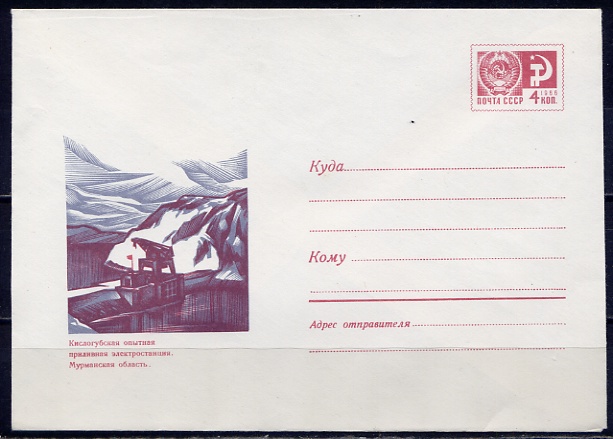 1966
ПОЧТА СССР 4 КОП.
Куда
Кому
Адрес отправителя
Кислогубская опытная
приливная электростанция.
Мурманская область.